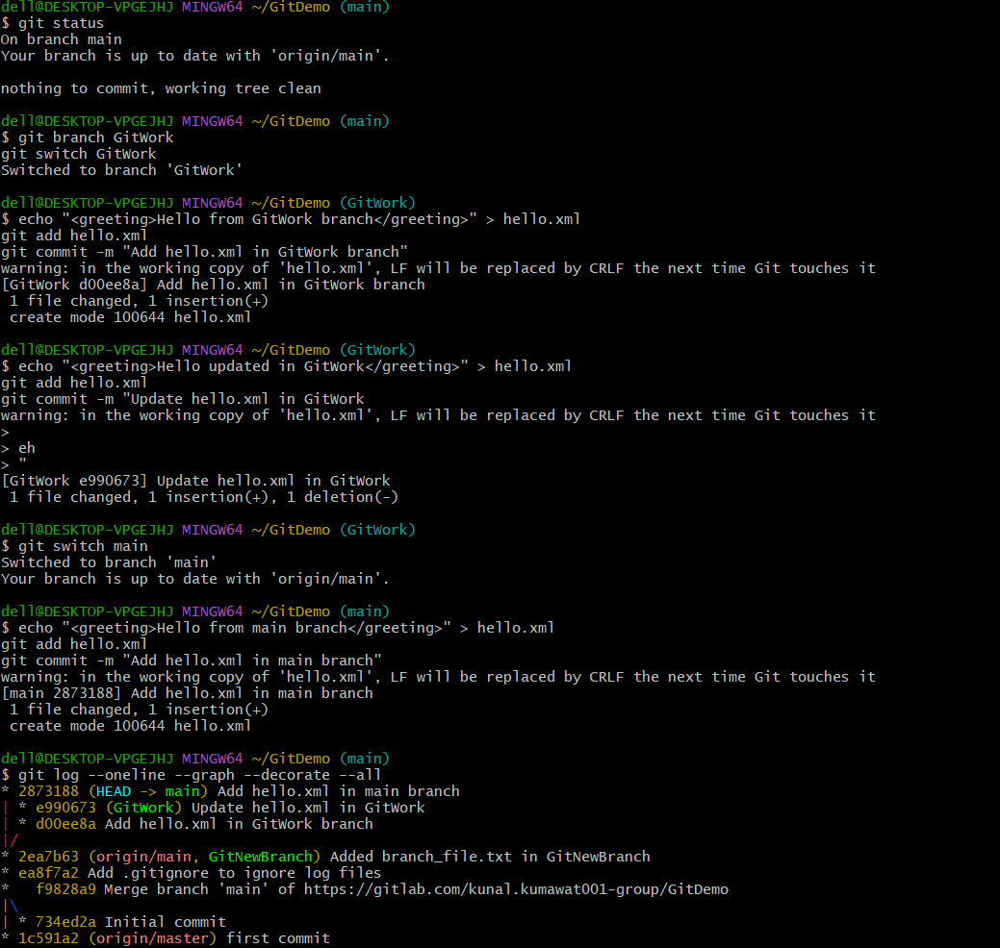 dell@DESKTOP-VPGEJHJ MINGW64 ~/GitDemo (main)
$ git status
On branch main
Your branch is up to date with 'origin/main'.
nothing to commit, working tree clean
dell@DESKTOP-VPGEJHJ MINGW64 ~/GitDemo (main)
$ git branch GitWork
git switch GitWork
Switched to branch 'GitWork'
dell@DESKTOP-VPGEJHJ MINGW64 ~/GitDemo (GitWork)
$ echo "<greeting>Hello from GitWork branch</greeting>" > hello.xml
git add hello.xml
git commit -m "Add hello.xml in GitWork branch"
warning: in the working copy of 'hello.xml', LF will be replaced by CRLF the next time Git touches it
[GitWork d00ee8a] Add hello.xml in GitWork branch
 1 file changed, 1 insertion(+)
 create mode 100644 hello.xml
dell@DESKTOP-VPGEJHJ MINGW64 ~/GitDemo (GitWork)
$ echo "<greeting>Hello updated in GitWork</greeting>" > hello.xml
git add hello.xml
git commit -m "Update hello.xml in GitWork
warning: in the working copy of 'hello.xml', LF will be replaced by CRLF the next time Git touches it
>
> eh
> "
[GitWork e990673] Update hello.xml in GitWork
 1 file changed, 1 insertion(+), 1 deletion(-)
dell@DESKTOP-VPGEJHJ MINGW64 ~/GitDemo (GitWork)
$ git switch main
Switched to branch 'main'
Your branch is up to date with 'origin/main'.
dell@DESKTOP-VPGEJHJ MINGW64 ~/GitDemo (main)
$ echo "<greeting>Hello from main branch</greeting>" > hello.xml
git add hello.xml
git commit -m "Add hello.xml in main branch"
warning: in the working copy of 'hello.xml', LF will be replaced by CRLF the next time Git touches it
[main 2873188] Add hello.xml in main branch
 1 file changed, 1 insertion(+)
 create mode 100644 hello.xml
dell@DESKTOP-VPGEJHJ MINGW64 ~/GitDemo (main)
$ git log --oneline --graph --decorate --all
* 2873188 (HEAD -> main) Add hello.xml in main branch
| * e990673 (GitWork) Update hello.xml in GitWork
| * d00ee8a Add hello.xml in GitWork branch
|/
* 2ea7b63 (origin/main, GitNewBranch) Added branch_file.txt in GitNewBranch
* ea8f7a2 Add .gitignore to ignore log files
*   f9828a9 Merge branch 'main' of https://gitlab.com/kunal.kumawat001-group/GitDemo
|\
| * 734ed2a Initial commit
* 1c591a2 (origin/master) first commit